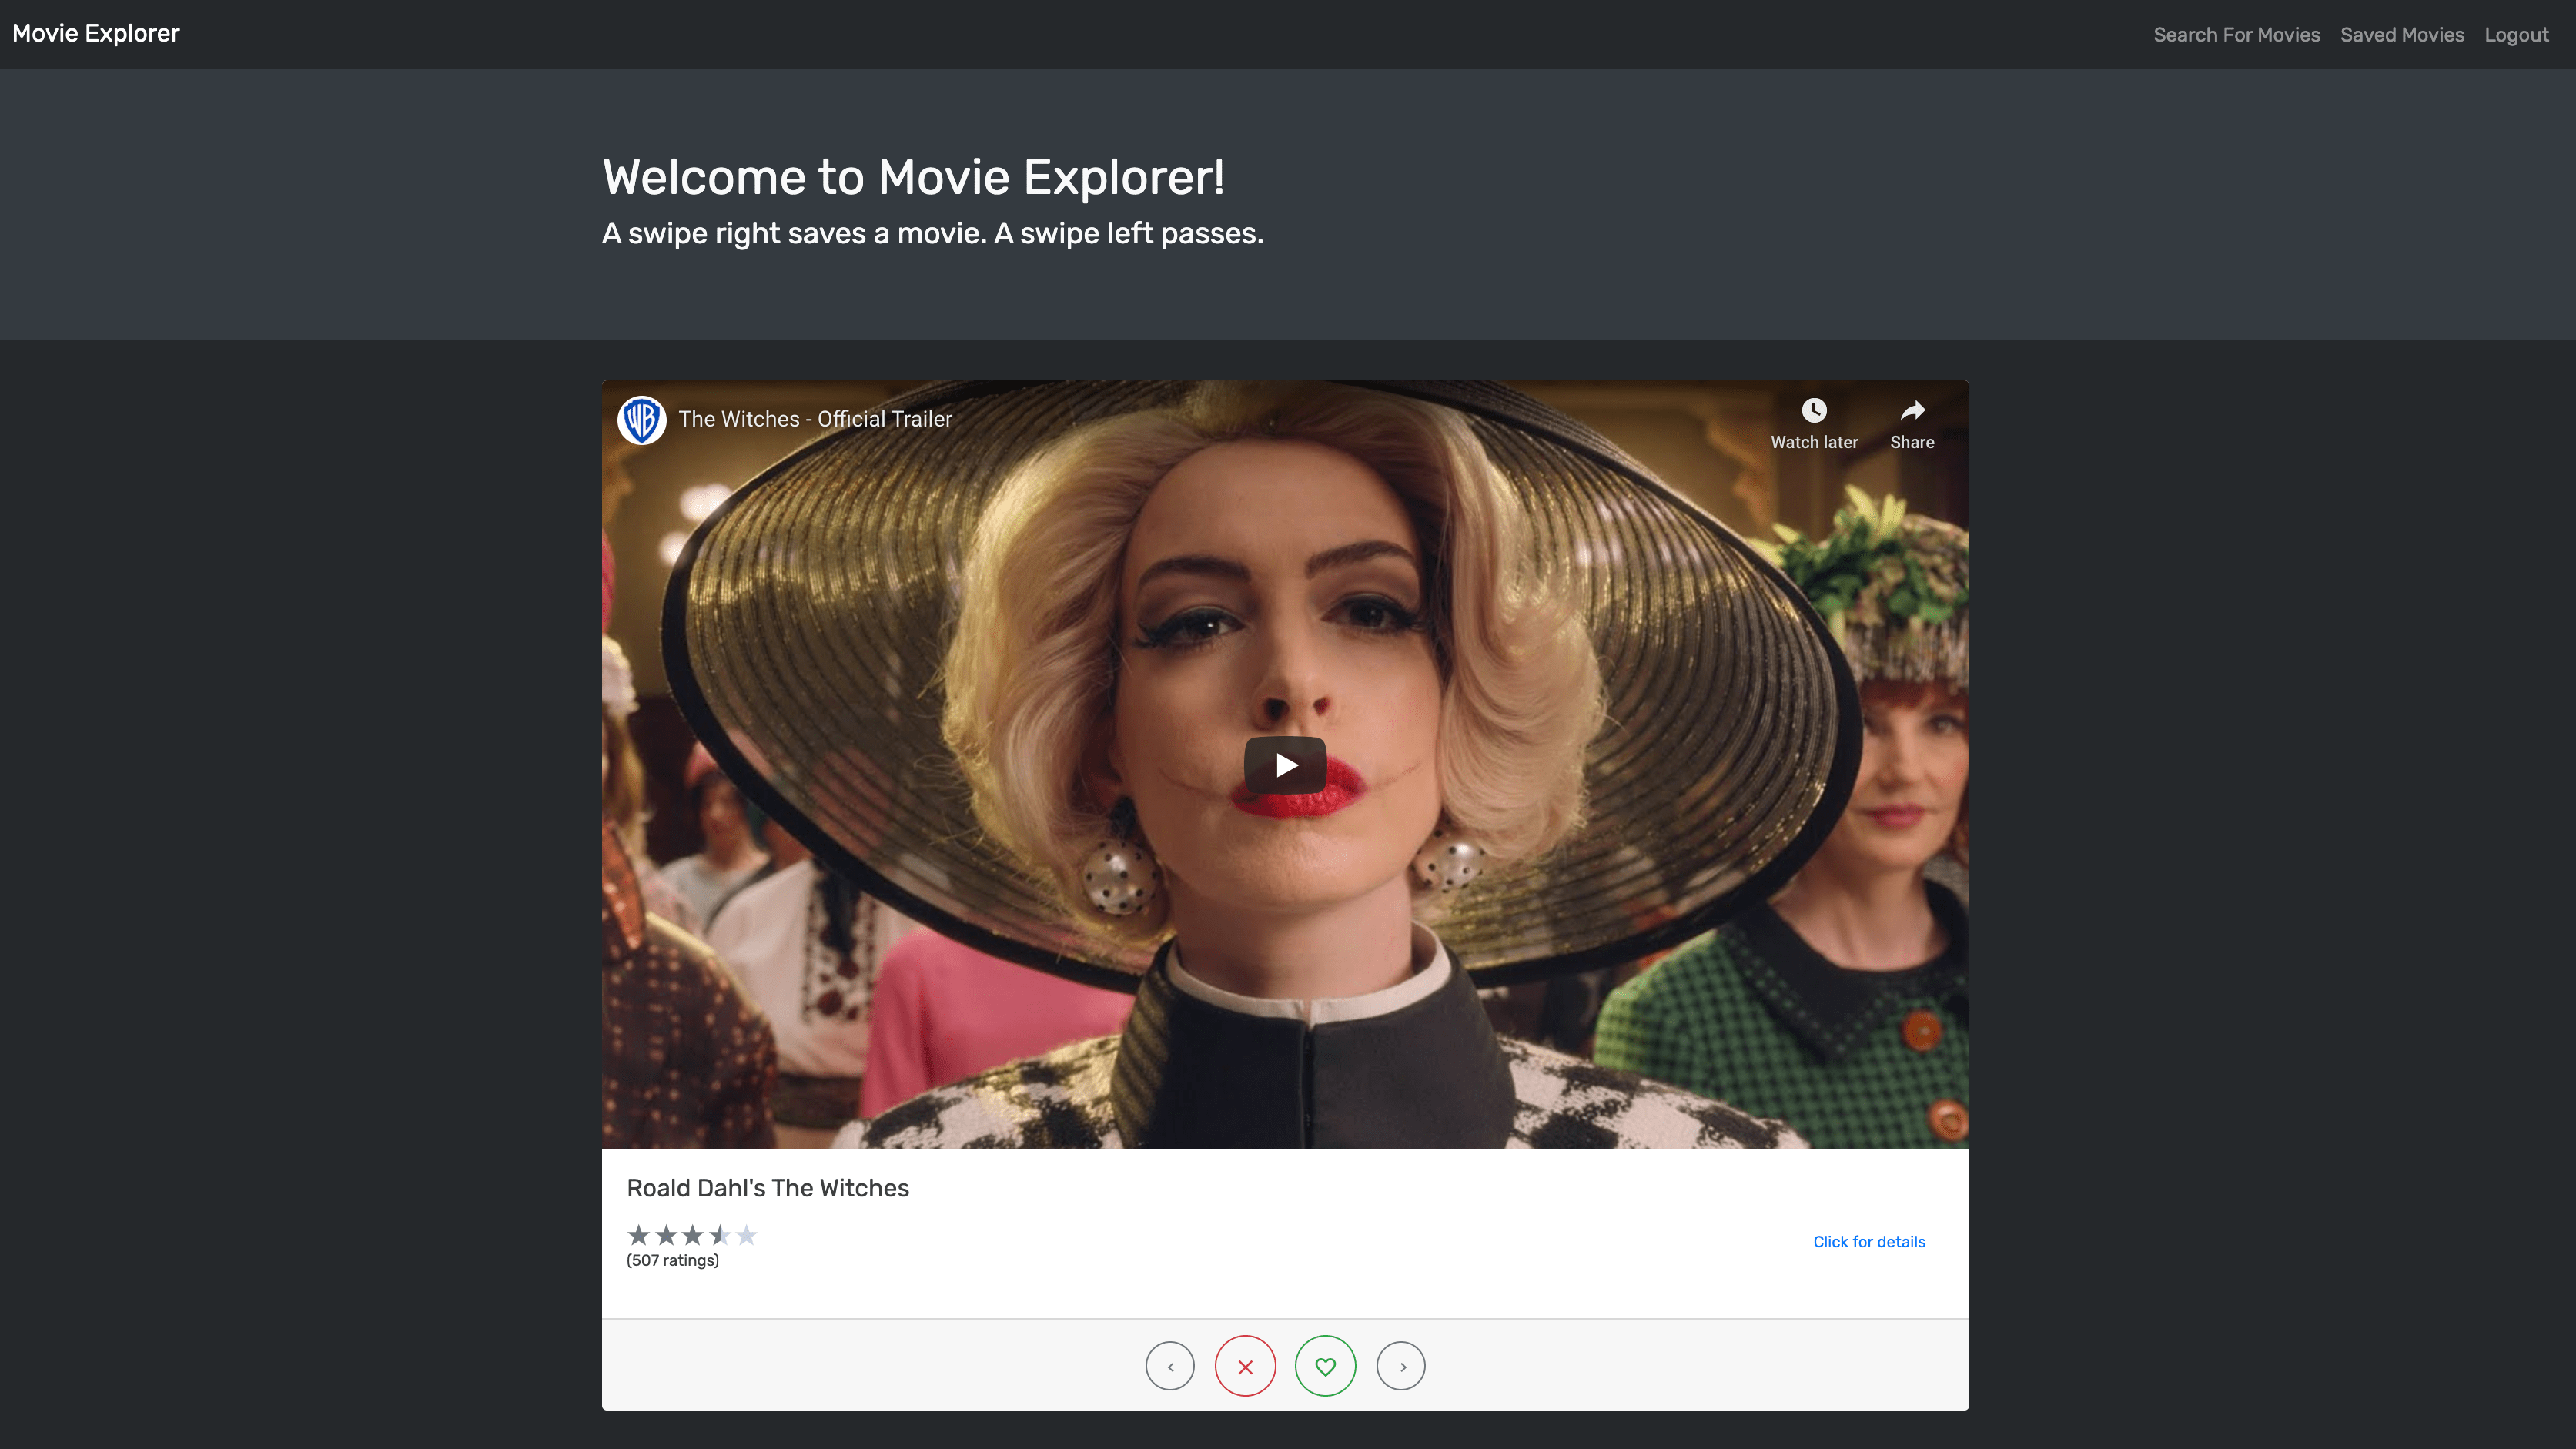 Movie Explorer
Search For Movies
Saved Movies
Logout
Welcome to Movie Explorer!
A swipe right saves a movie. A swipe left passes.
WB
The Witches - Official Trailer
Watch later
Share
Roald Dahl's The Witches
(507 ratings)
Click for details